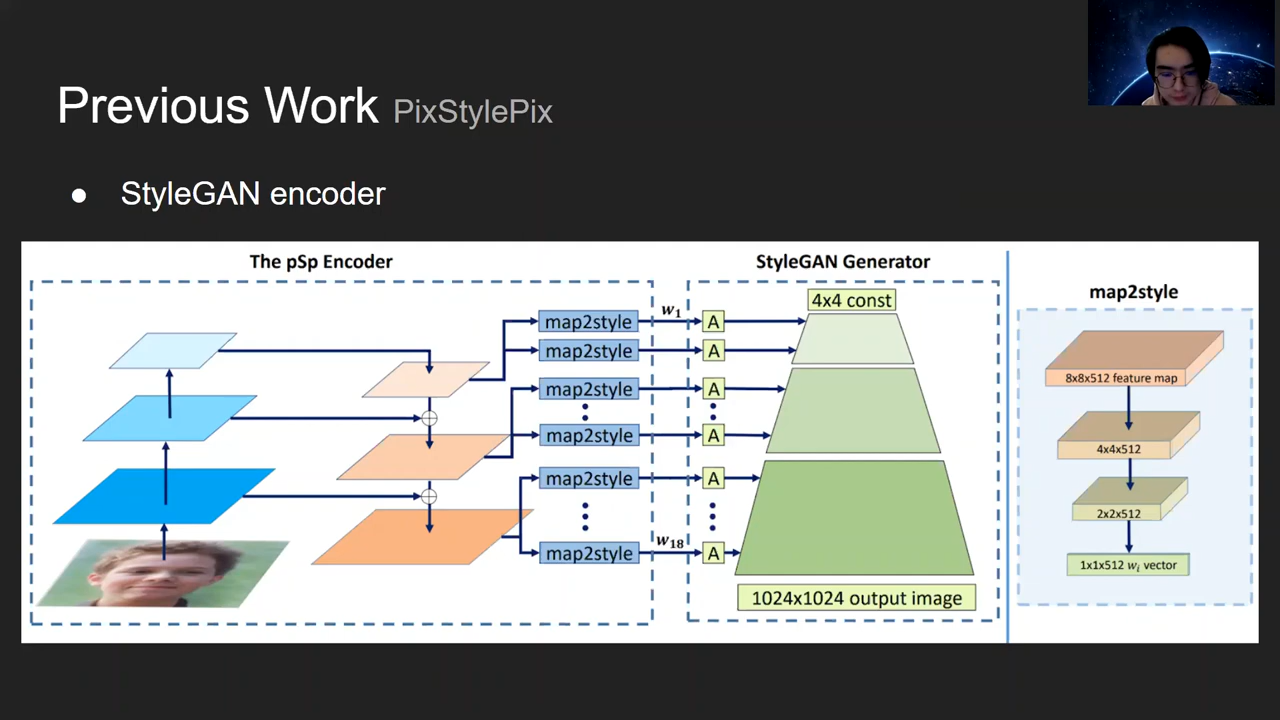 Previous Work PixStylePix
● StyleGAN encoder
The pSp Encoder
map2style
map2style
map2style
map2style
map2style
map2style
w₁
w₁₈
StyleGAN Generator
4x4 const
A
A
A
A
A
A
1024x1024 output image
map2style
8x8x512 feature map
4x4x512
2x2x512
1x1x512 wᵢ vector